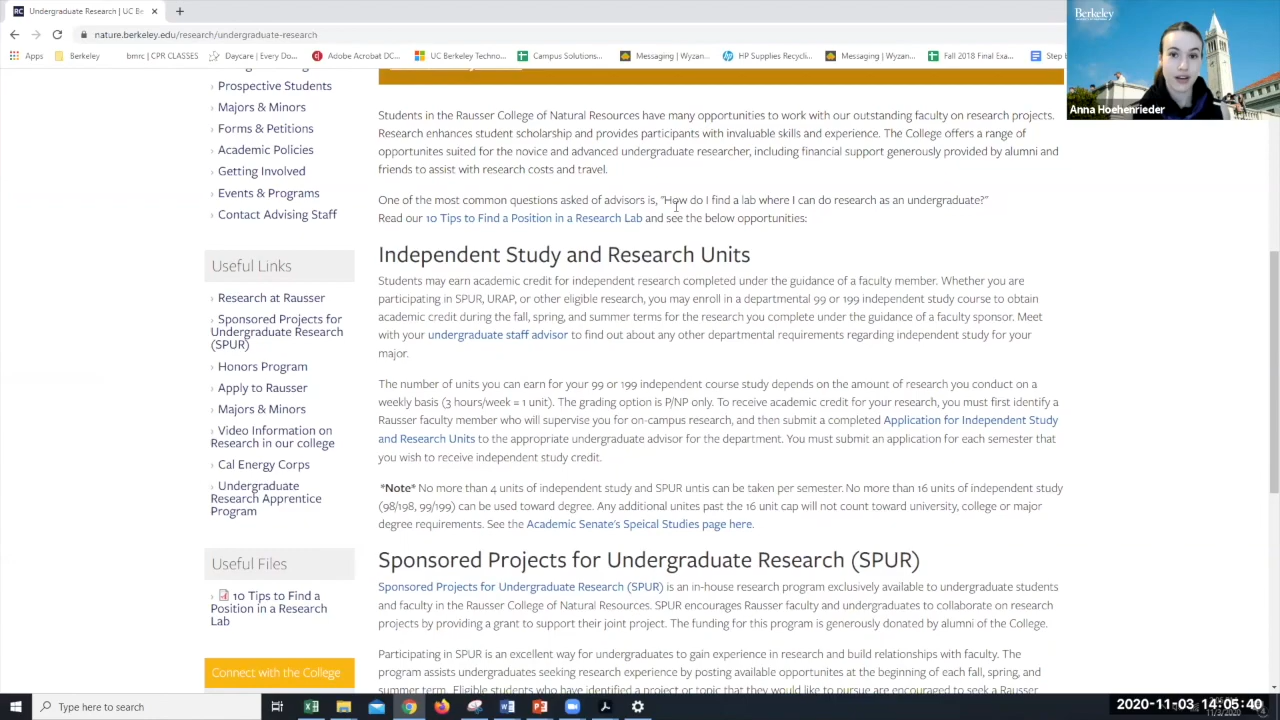 Undergraduate Research | UC Be
nature.berkeley.edu/research/undergraduate-research
Apps
Berkeley
bmrc | CPR CLASSES
Daycare | Every Do...
Adobe Acrobat DC...
UC Berkeley Techno...
Campus Solutions...
Messaging | Wyzan...
HP Supplies Recycli...
Messaging | Wyzan...
Fall 2018 Final Exa...
Step b
Berkeley
Anna Hoehenrieder
Prospective Students
Majors & Minors
Forms & Petitions
Academic Policies
Getting Involved
Events & Programs
Contact Advising Staff
Useful Links
Research at Rausser
Sponsored Projects for
Undergraduate Research
(SPUR)
Honors Program
Apply to Rausser
Majors & Minors
Video Information on
Research in our college
Cal Energy Corps
Undergraduate
Research Apprentice
Program
Useful Files
10 Tips to Find a
Position in a Research
Lab
Connect with the College
Students in the Rausser College of Natural Resources have many opportunities to work with our outstanding faculty on research projects.
Research enhances student scholarship and provides participants with invaluable skills and experience. The College offers a range of
opportunites suited for the novice and advanced undergraduate researcher, including financial support generously provided by alumni and
friends to assist with research costs and travel.
One of the most common questions asked of advisors is, "How do I find a lab where I can do research as an undergraduate?"
Read our 10 Tips to Find a Position in a Research Lab and see the below opportunities:
Independent Study and Research Units
Students may earn academic credit for independent research completed under the guidance of a faculty member. Whether you are
participating in SPUR, URAP, or other eligible research, you may enroll in a departmental 99 or 199 independent study course to obtain
academic credit during the fall, spring, and summer terms for the research you complete under the guidance of a faculty sponsor. Meet
with your undergraduate staff advisor to find out about any other departmental requirements regarding independent study for your
major.
The number of units you can earn for your 99 or 199 independent course study depends on the amount of research you conduct on a
weekly basis (3 hours/week = 1 unit). The grading option is P/NP only. To receive academic credit for your research, you must first identify a
Rausser faculty member who will supervise you for on-campus research, and then submit a completed Application for Independent Study
and Research Units to the appropriate undergraduate advisor for the department. You must submit an application for each semester that
you wish to receive independent study credit.
*Note* No more than 4 units of independent study and SPUR untis can be taken per semester. No more than 16 units of independent study
(98/198, 99/199) can be used toward degree. Any additional unites past the 16 unit cap will not count toward university, college or major
degree requirements. See the Academic Senate's Speical Studies page here.
Sponsored Projects for Undergraduate Research (SPUR)
Sponsored Projects for Undergraduate Research (SPUR) is an in-house research program exclusively available to undergraduate students
and faculty in the Rausser College of Natural Resources. SPUR encourages Rausser faculty and undergraduates to collaborate on research
projects by providing a grant to support their joint project. The funding for this program is generously donated by alumni of the College.
Participating in SPUR is an excellent way for undergraduates to gain experience in research and build relationships with faculty. The
program assists undergraduates seeking research experience by posting available opportunites at the beginning of each fall, spring, and
summer term. Eligible students who have identified a project or topic that they would like to pursue are encouraged to seek a Rausser
Type here to search
2020-11-03 14:05:40